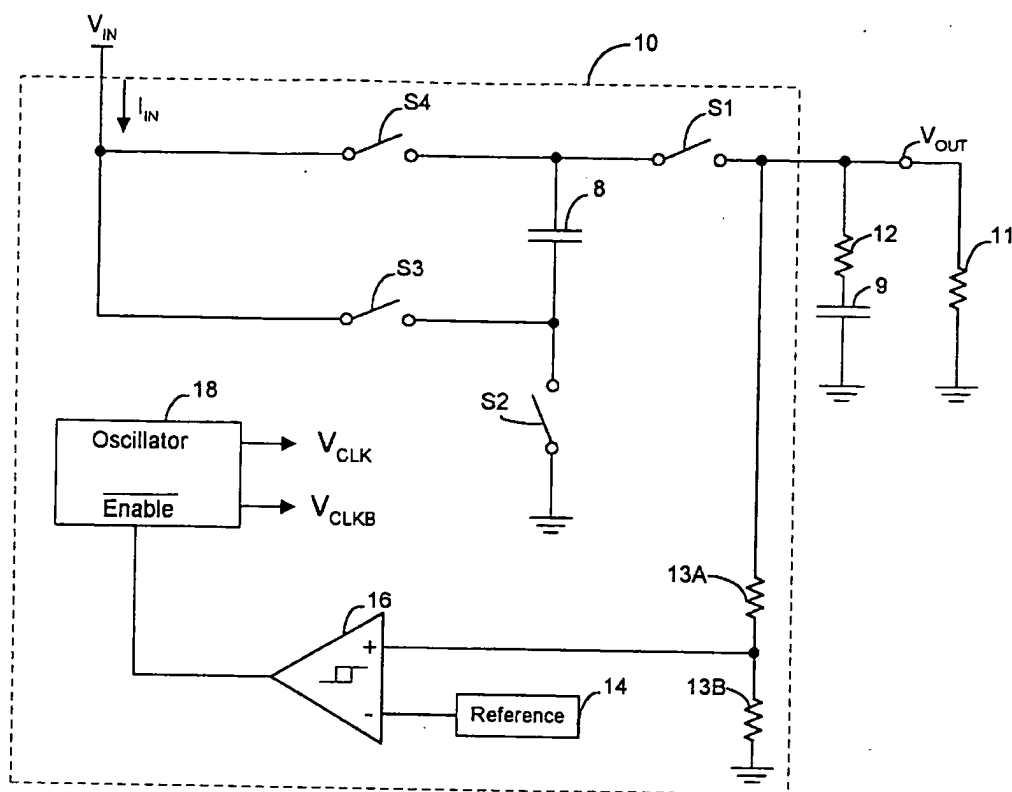 V_IN
10
I_IN
S4
S1
V_OUT
8
12
11
9
S3
S2
18
Oscillator
Enable
V_CLK
V_CLKB
13A
16
+
-
Reference
14
13B